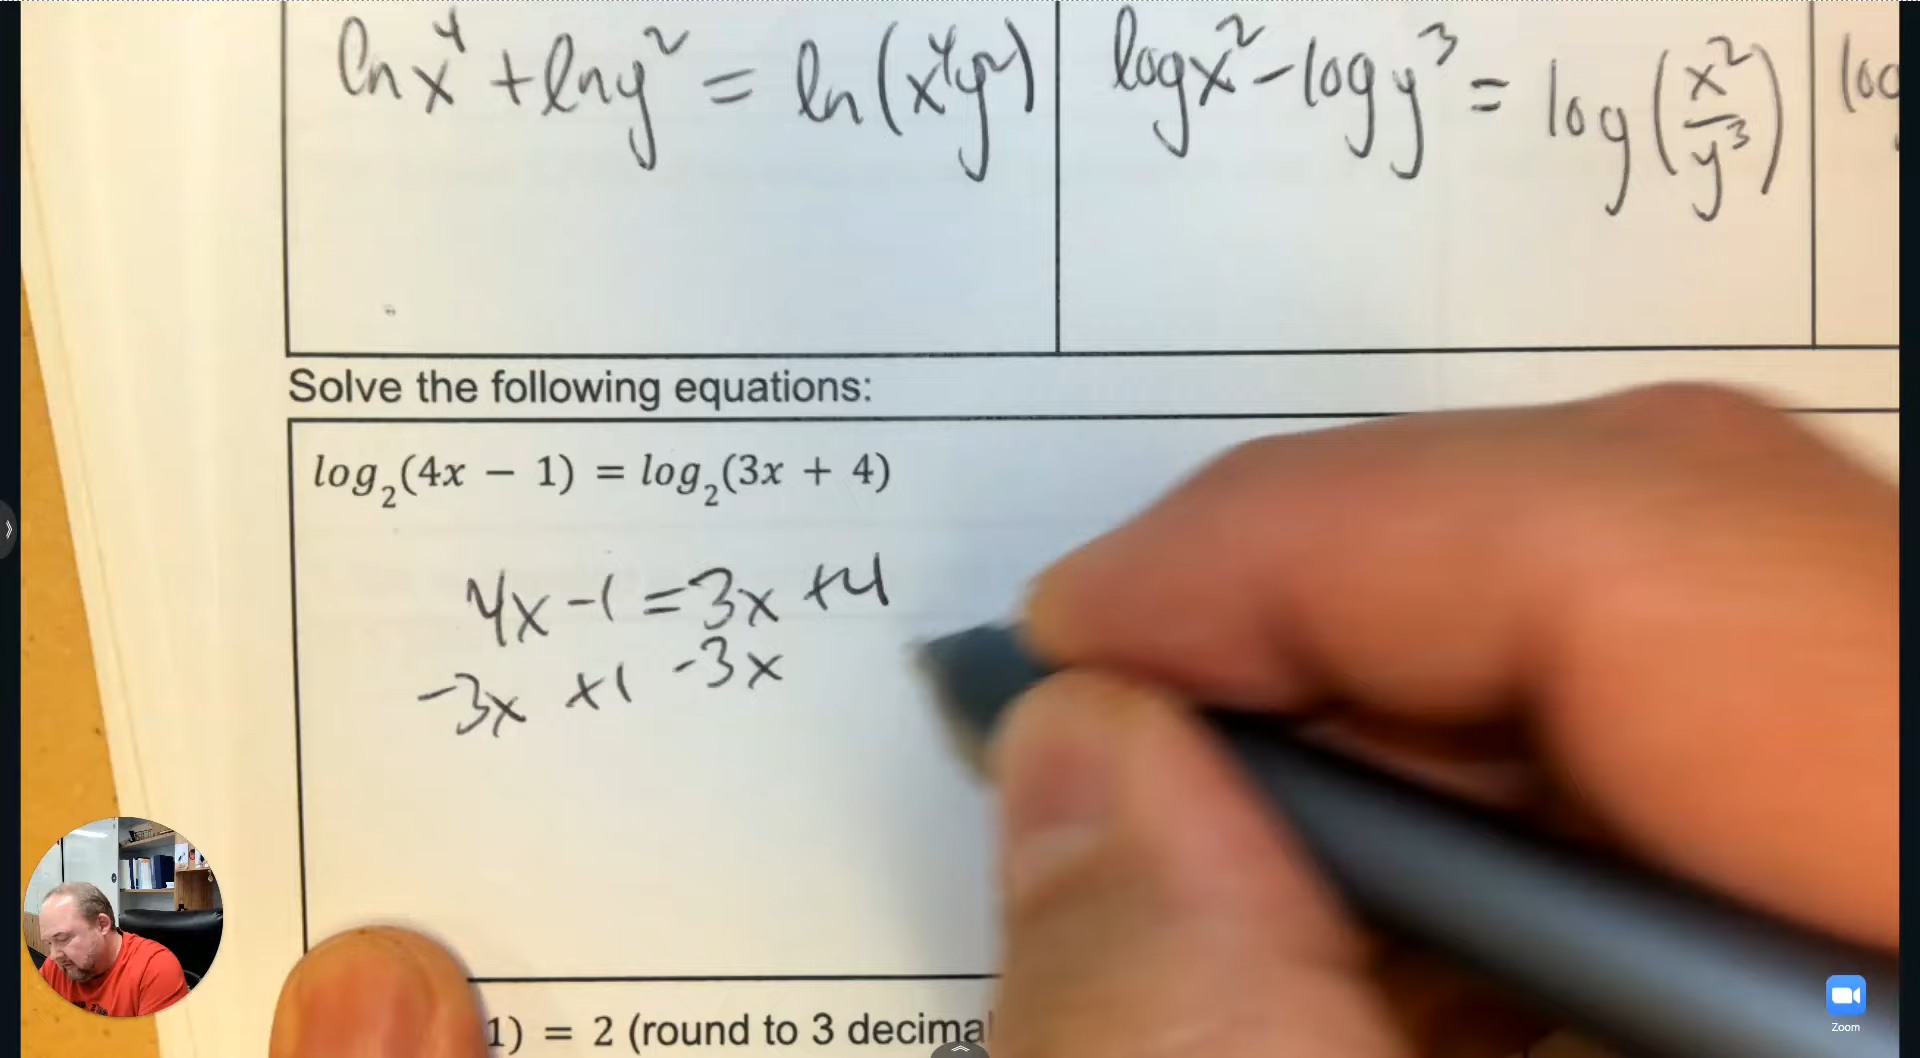 ln x⁴ + ln y² = ln(x⁴y²)
log x² - log y³ = log(x²/y³)
Solve the following equations:
log₂(4x − 1) = log₂(3x + 4)
4x -1 = 3x +4
-3x +1 -3x
1) = 2 (round to 3 decimal
Zoom